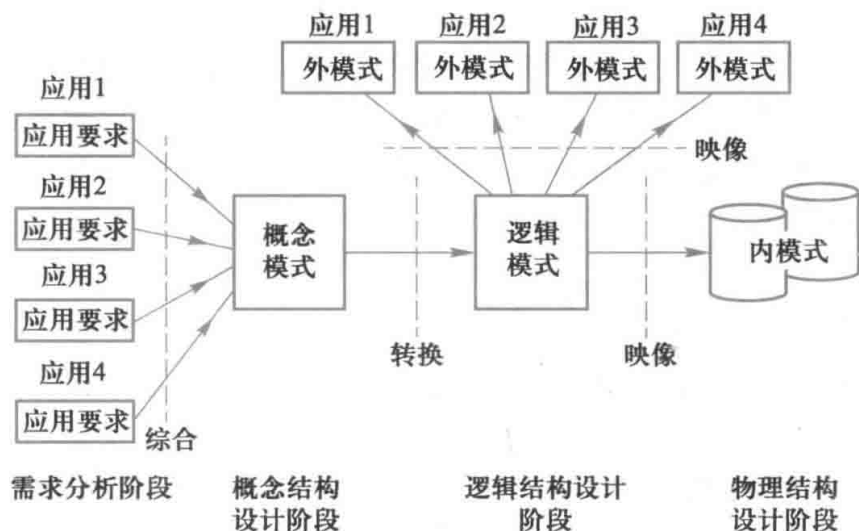 应用1 应用2 应用3 应用4
外模式 外模式 外模式 外模式
应用1
应用要求
映像
应用2
应用要求
概念
模式
逻辑
模式
内模式
应用3
应用要求
转换
映像
应用4
应用要求
综合
需求分析阶段
概念结构
设计阶段
逻辑结构设计
阶段
物理结构
设计阶段